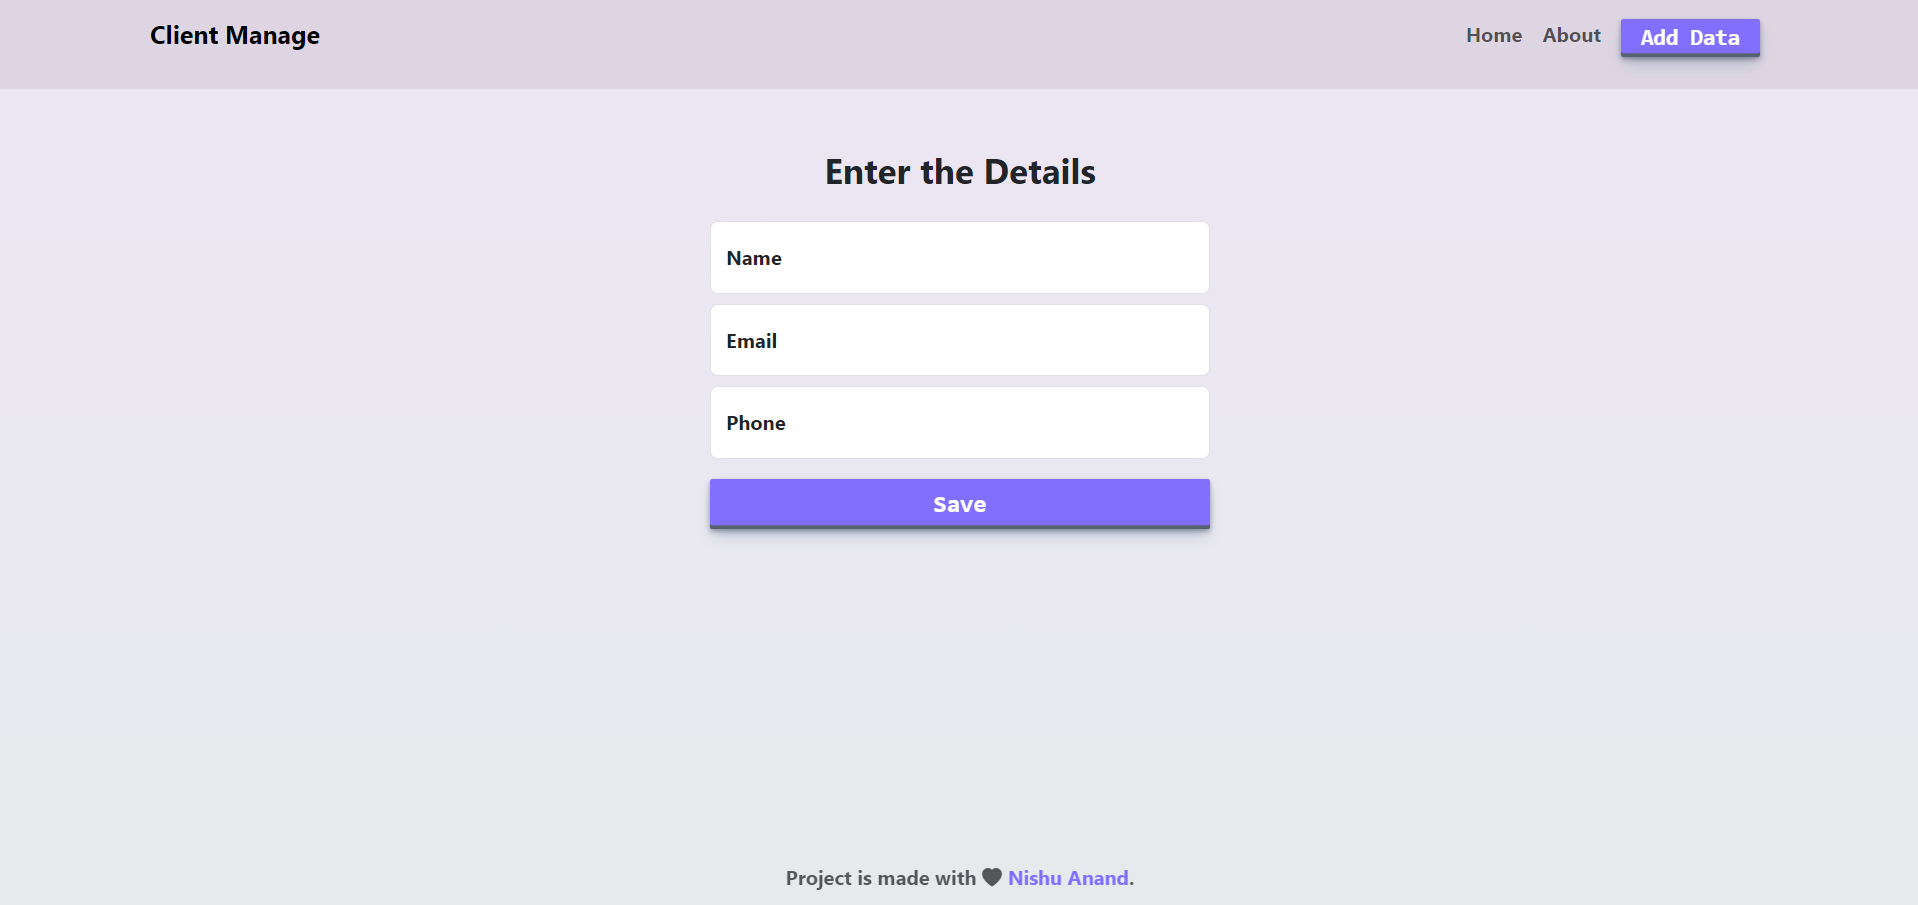 Client Manage
Home About Add Data
Enter the Details
Name
Email
Phone
Save
Project is made with 🖤 Nishu Anand.